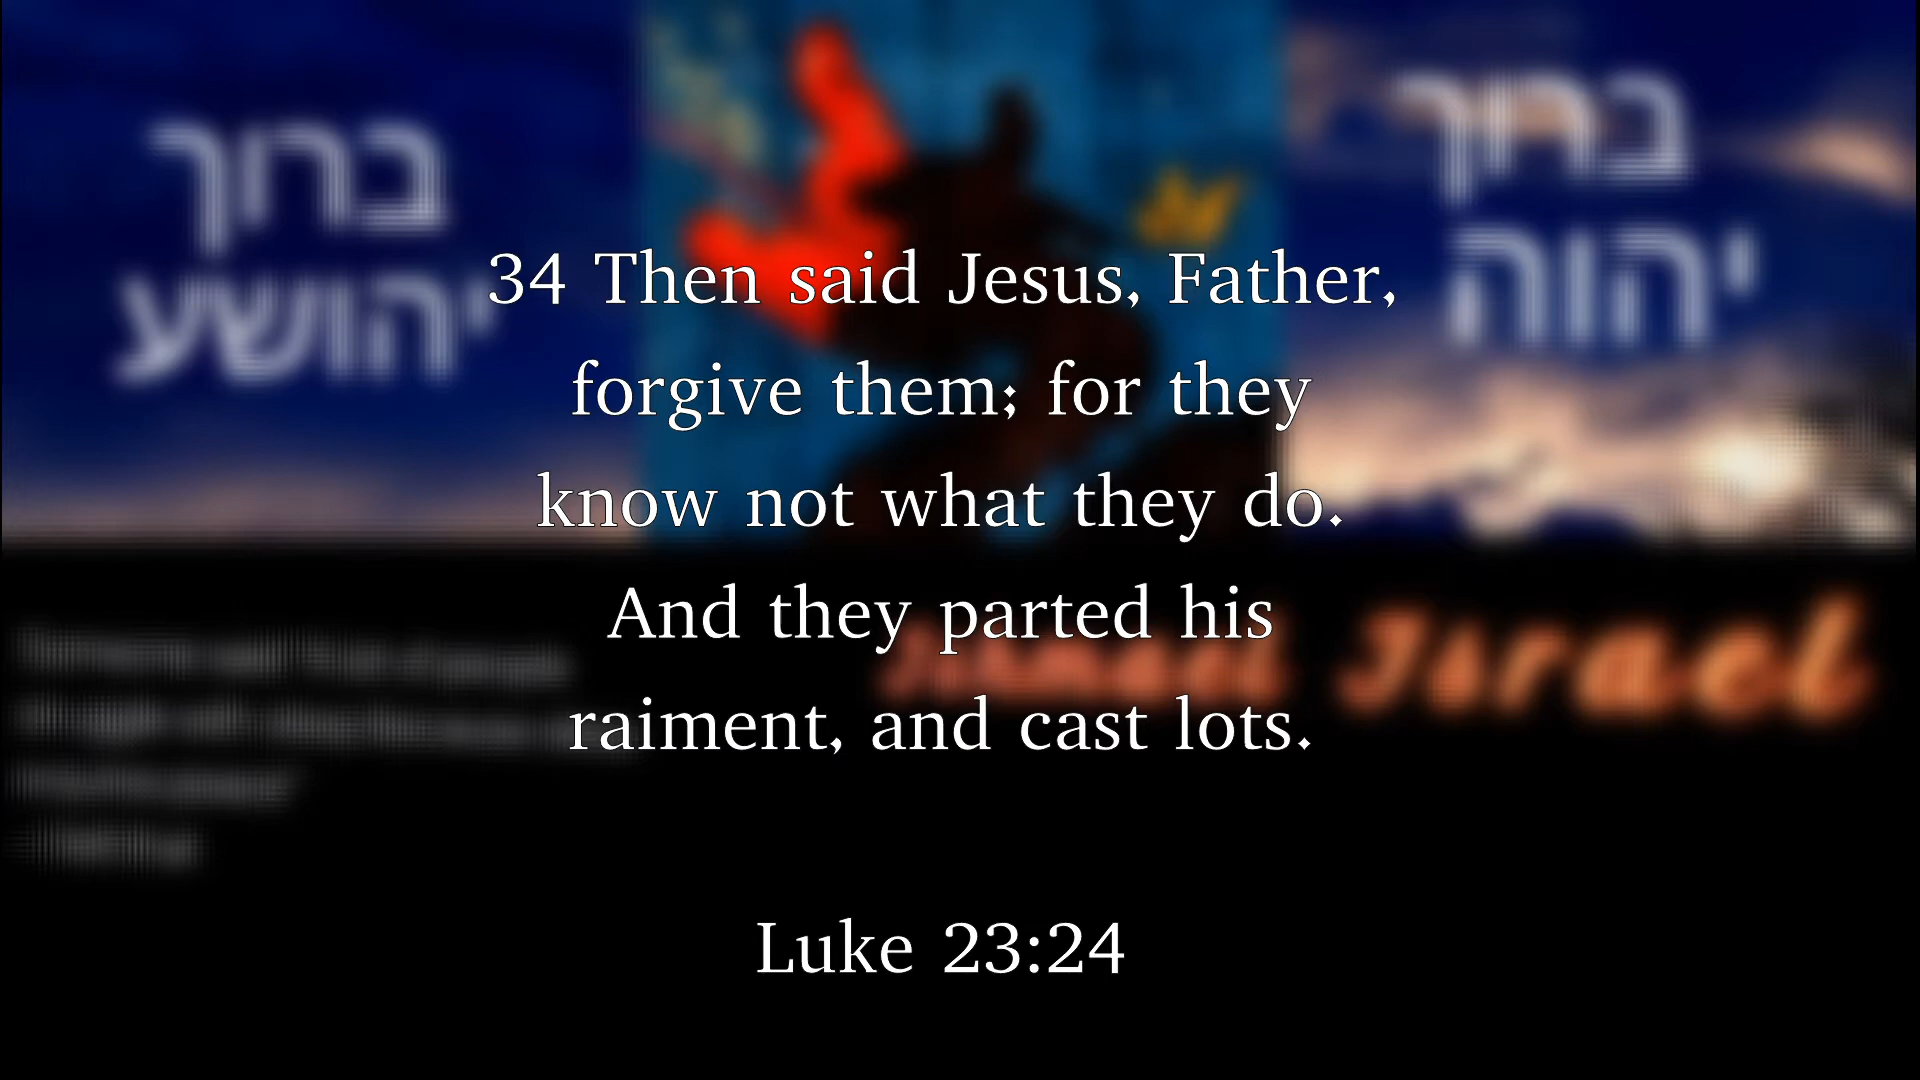 ברוך
יהושע
ברוך
יהוה
34 Then said Jesus, Father,
forgive them; for they
know not what they do.
And they parted his
raiment, and cast lots.
Ishmael Israel
Luke 23:24